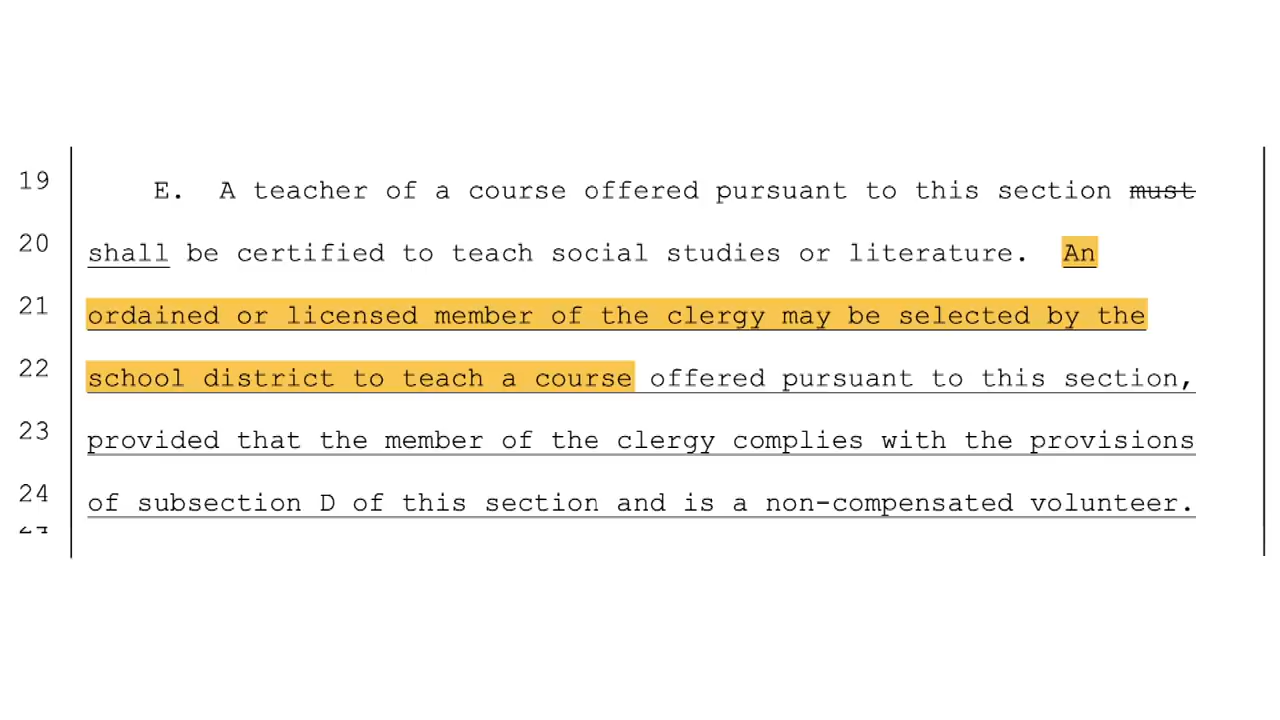 19 E. A teacher of a course offered pursuant to this section must
20 shall be certified to teach social studies or literature. An
21 ordained or licensed member of the clergy may be selected by the
22 school district to teach a course offered pursuant to this section,
23 provided that the member of the clergy complies with the provisions
24 of subsection D of this section and is a non-compensated volunteer.